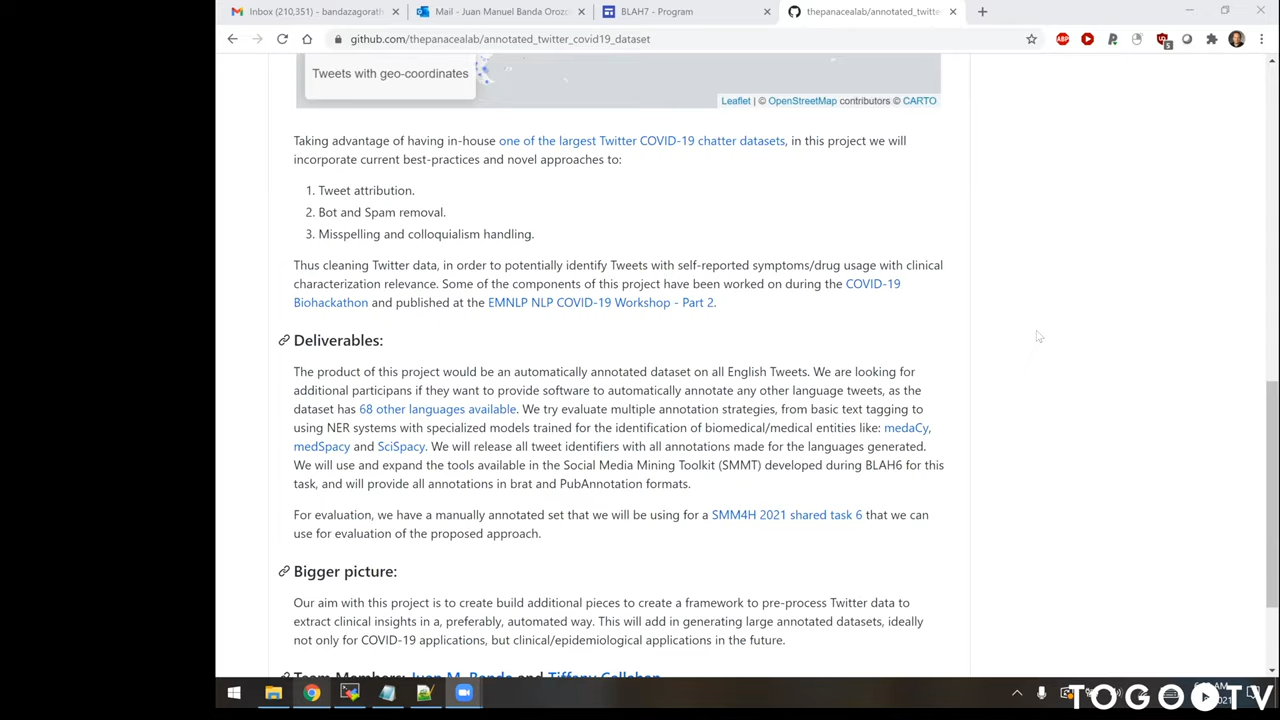 Inbox (210,351) - bandazagorath
Mail - Juan Manuel Banda Oroz
BLAH7 - Program
thepanacealab/annotated_twitte
github.com/thepanacealab/annotated_twitter_covid19_dataset
Tweets with geo-coordinates
Leaflet | © OpenStreetMap contributors © CARTO
Taking advantage of having in-house one of the largest Twitter COVID-19 chatter datasets, in this project we will
incorporate current best-practices and novel approaches to:
1. Tweet attribution.
2. Bot and Spam removal.
3. Misspelling and colloquialism handling.
Thus cleaning Twitter data, in order to potentially identify Tweets with self-reported symptoms/drug usage with clinical
characterization relevance. Some of the components of this project have been worked on during the COVID-19
Biohackathon and published at the EMNLP NLP COVID-19 Workshop - Part 2.
Deliverables:
The product of this project would be an automatically annotated dataset on all English Tweets. We are looking for
additional participans if they want to provide software to automatically annotate any other language tweets, as the
dataset has 68 other languages available. We try evaluate multiple annotation strategies, from basic text tagging to
using NER systems with specialized models trained for the identification of biomedical/medical entities like: medaCy,
medSpacy and SciSpacy. We will release all tweet identifiers with all annotations made for the languages generated.
We will use and expand the tools available in the Social Media Mining Toolkit (SMMT) developed during BLAH6 for this
task, and will provide all annotations in brat and PubAnnotation formats.
For evaluation, we have a manually annotated set that we will be using for a SMM4H 2021 shared task 6 that we can
use for evaluation of the proposed approach.
Bigger picture:
Our aim with this project is to create build additional pieces to create a framework to pre-process Twitter data to
extract clinical insights in a, preferably, automated way. This will add in generating large annotated datasets, ideally
not only for COVID-19 applications, but clinical/epidemiological applications in the future.
Team Members: Juan M. Banda and Tiffany Callahan
TOGO TV